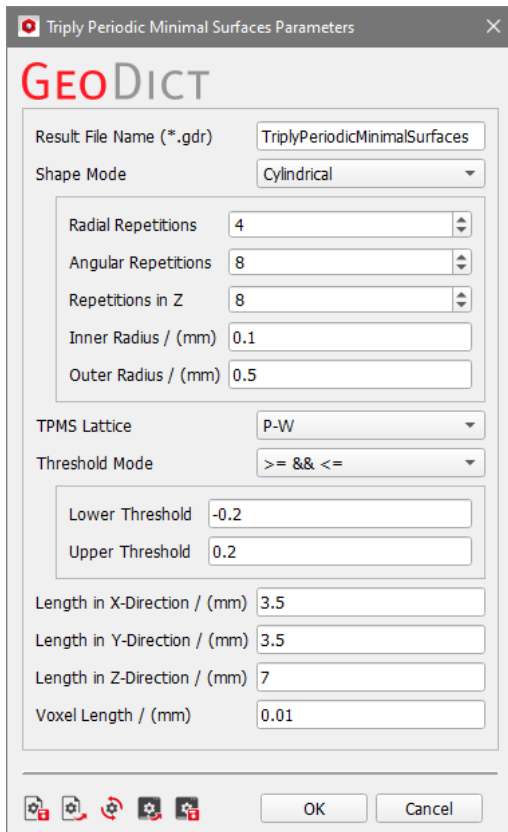 Triply Periodic Minimal Surfaces Parameters
GEODICT
Result File Name (*.gdr) TriplyPeriodicMinimalSurfaces
Shape Mode Cylindrical
Radial Repetitions 4
Angular Repetitions 8
Repetitions in Z 8
Inner Radius / (mm) 0.1
Outer Radius / (mm) 0.5
TPMS Lattice P-W
Threshold Mode >= && <=
Lower Threshold -0.2
Upper Threshold 0.2
Length in X-Direction / (mm) 3.5
Length in Y-Direction / (mm) 3.5
Length in Z-Direction / (mm) 7
Voxel Length / (mm) 0.01
OK Cancel